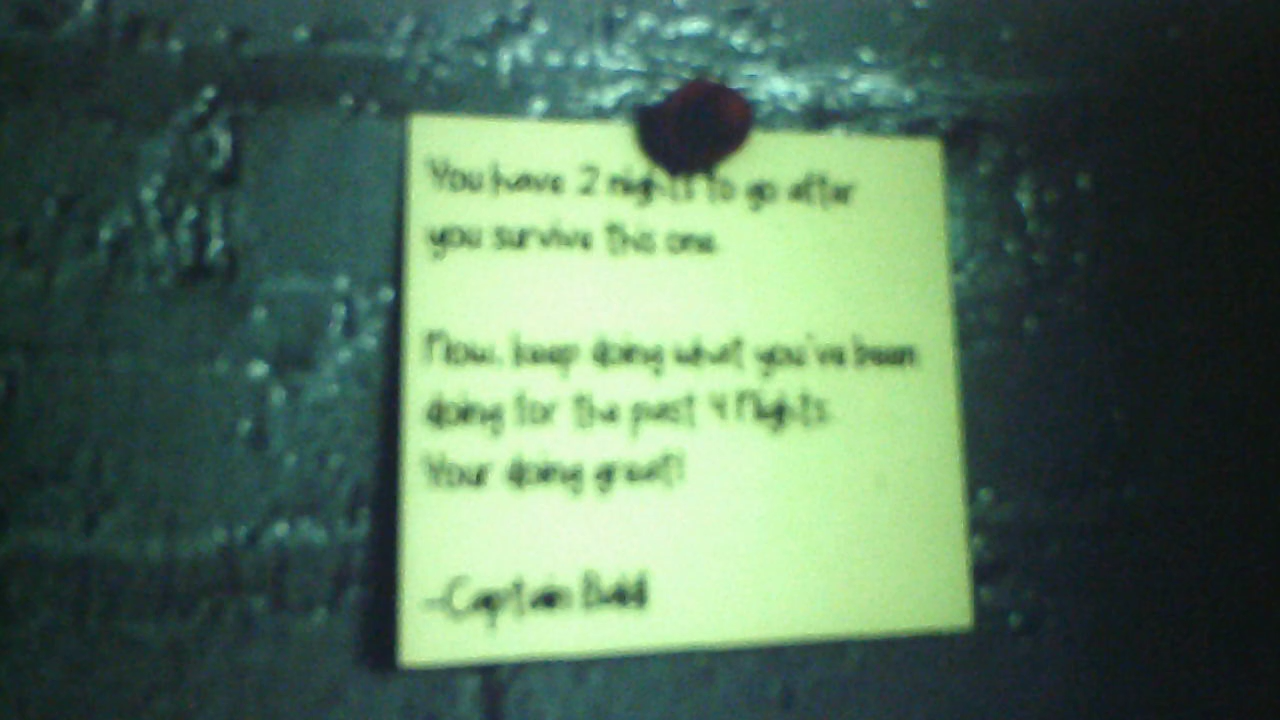 You have 2 nights to go after
you survive this one.
Now, keep doing what you've been
doing for the past 4 Nights.
Your doing great!
-Captain